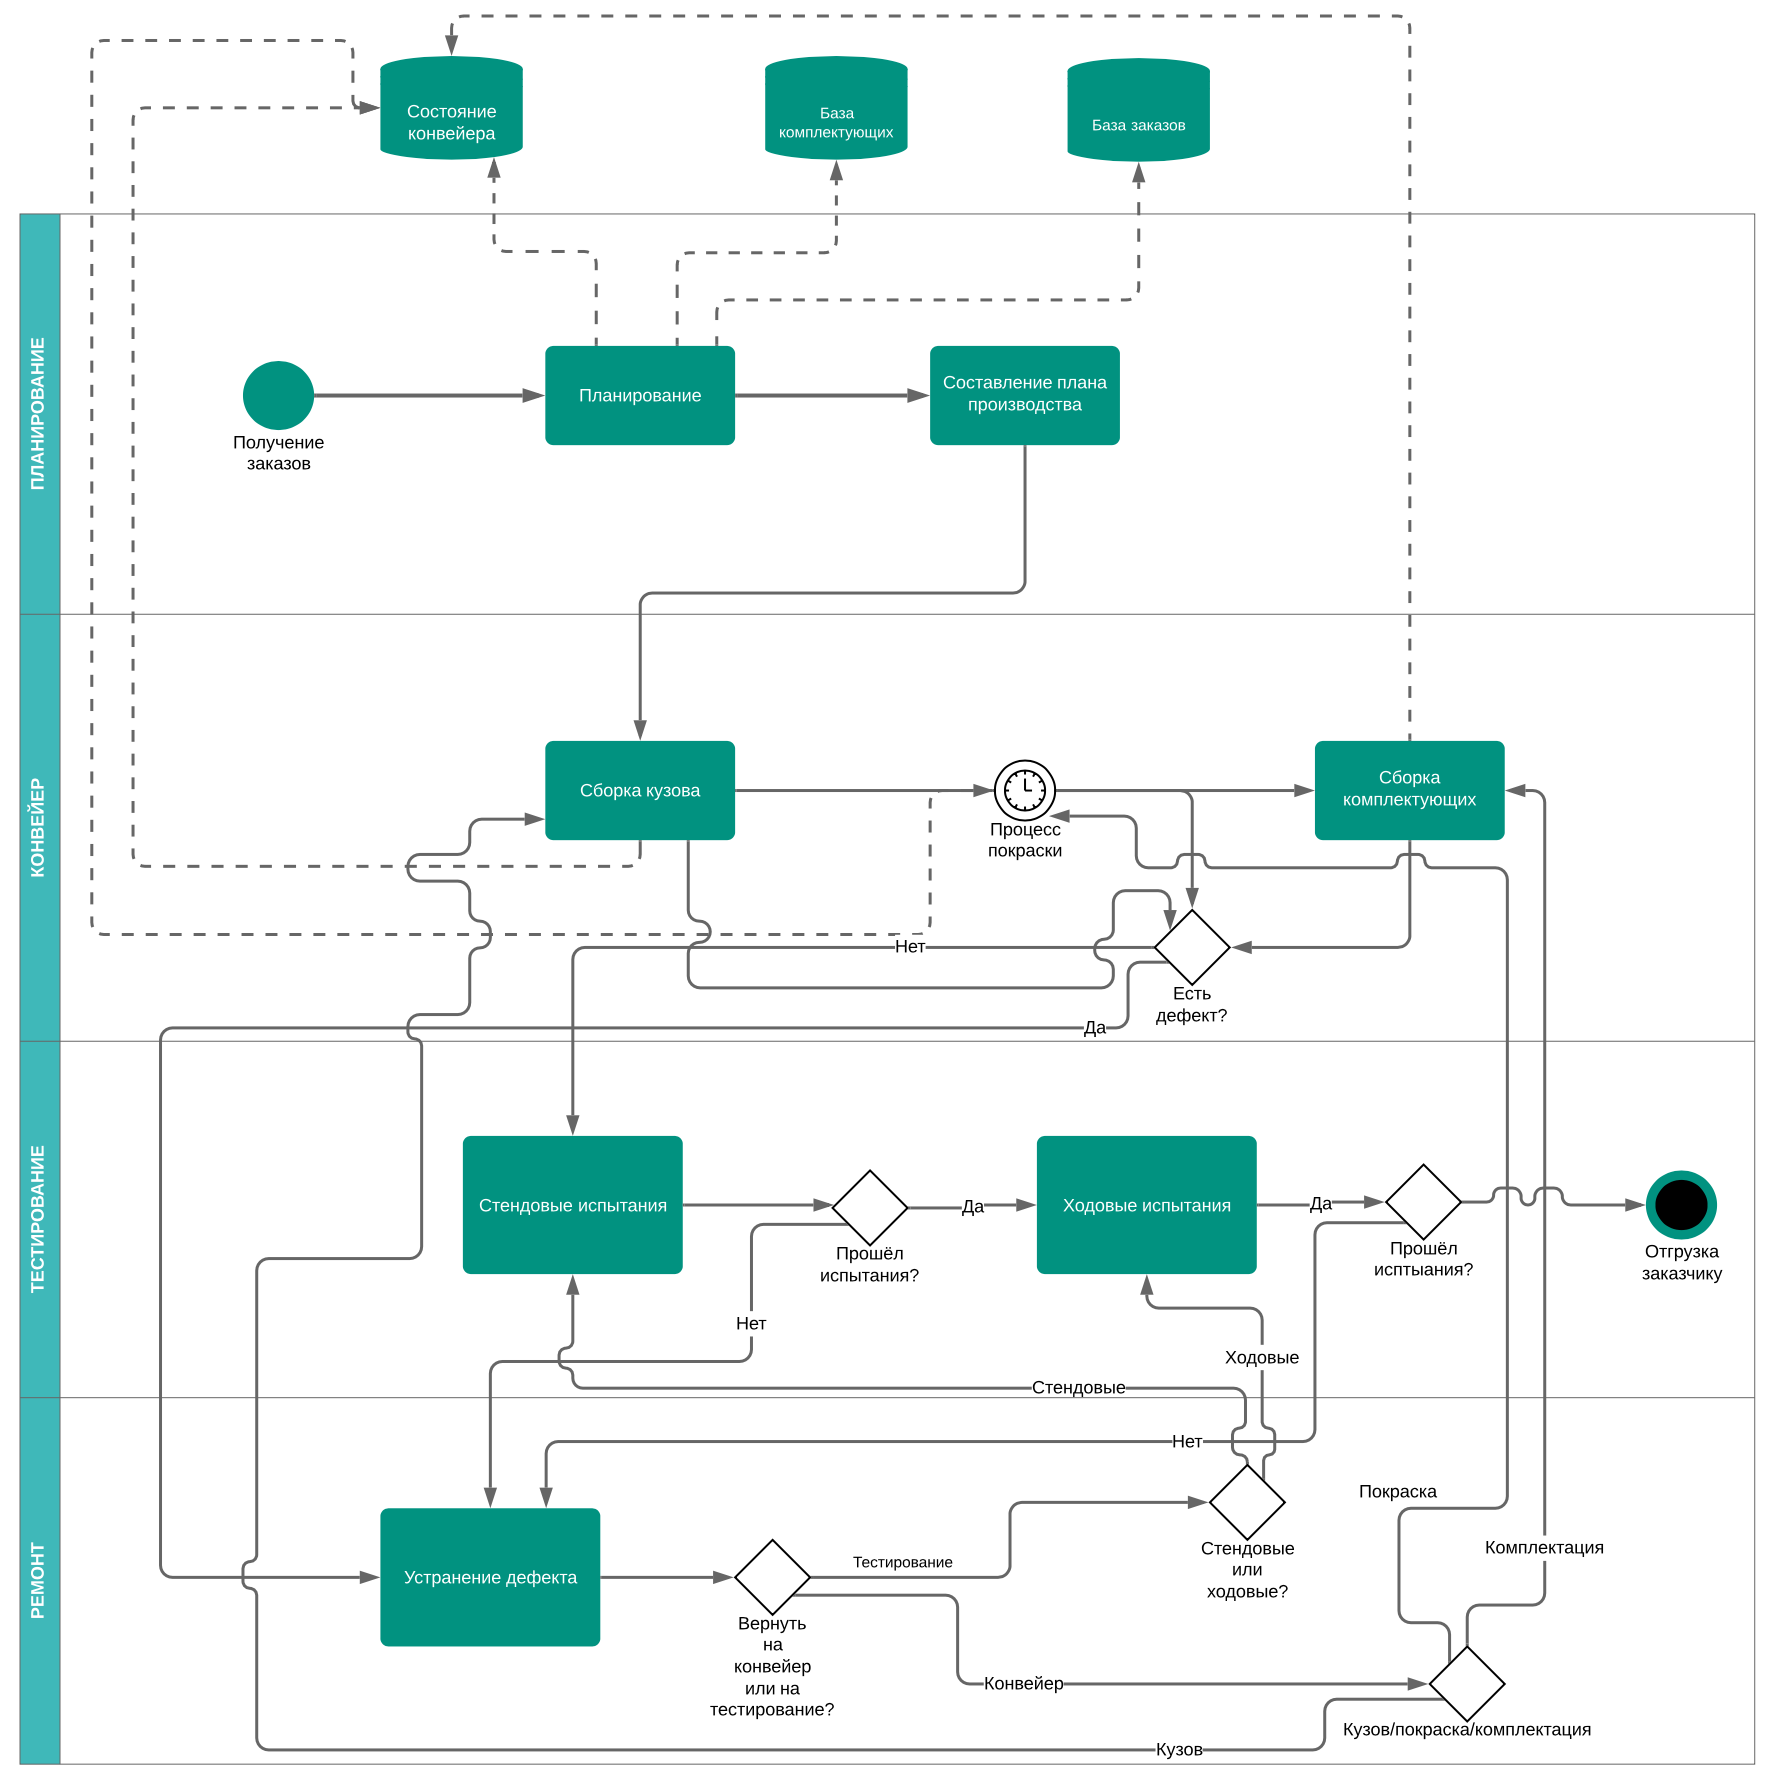 Состояние
конвейера
База
комплектующих
База заказов
ПЛАНИРОВАНИЕ
Получение
заказов
Планирование
Составление плана
производства
КОНВЕЙЕР
Сборка кузова
Процесс
покраски
Сборка
комплектующих
Нет
Есть
дефект?
Да
ТЕСТИРОВАНИЕ
Стендовые испытания
Прошёл
испытания?
Да
Ходовые испытания
Да
Прошёл
исптыания?
Отгрузка
заказчику
Нет
Ходовые
Стендовые
РЕМОНТ
Нет
Устранение дефекта
Вернуть
на
конвейер
или на
тестирование?
Тестирование
Стендовые
или
ходовые?
Покраска
Комплектация
Конвейер
Кузов/покраска/комплектация
Кузов